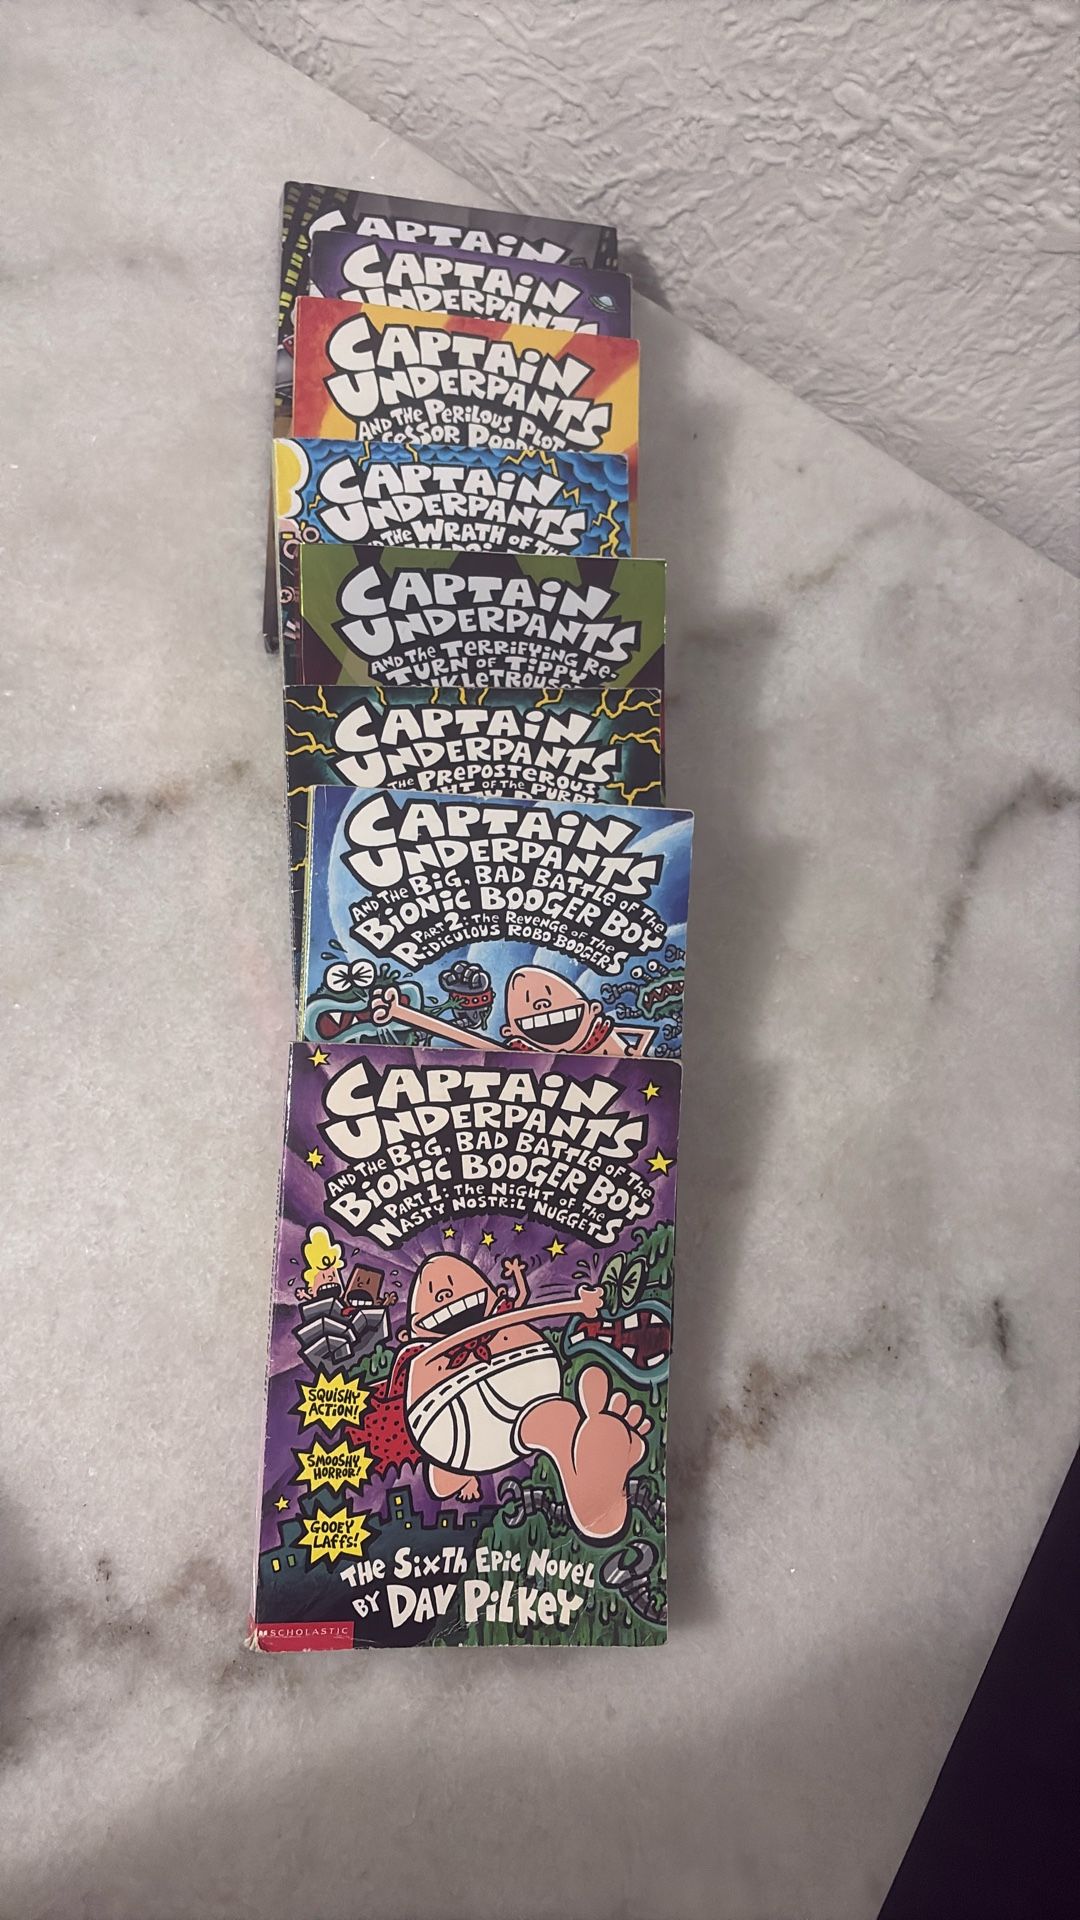 CAPTAIN
CAPTAIN
UNDERPANTS
CAPTAIN
UNDERPANTS
AND THE PERILOUS PLOT
CAPTAIN
UNDERPANTS
THE WRATH OF THE
CAPTAIN
UNDERPANTS
AND THE TERRIFYING RE-
TURN OF TIPPY
CAPTAIN
UNDERPANTS
THE PREPOSTEROUS
OF THE
CAPTAIN
UNDERPANTS
AND THE BIG, BAD BATTLE OF THE
BIONIC BOOGER BOY
PART 2: THE REVENGE OF THE
RIDICULOUS ROBO-BOOGERS
CAPTAIN
UNDERPANTS
AND THE BIG, BAD BATTLE OF THE
BIONIC BOOGER BOY
PART 1: THE NIGHT OF THE
NASTY NOSTRIL NUGGETS
SQUISHY
ACTION!
SMOOSHY
HORROR!
GOOEY
LAFFS!
THE SIXTH EPIC NOVEL
BY DAV PILKEY
SCHOLASTIC